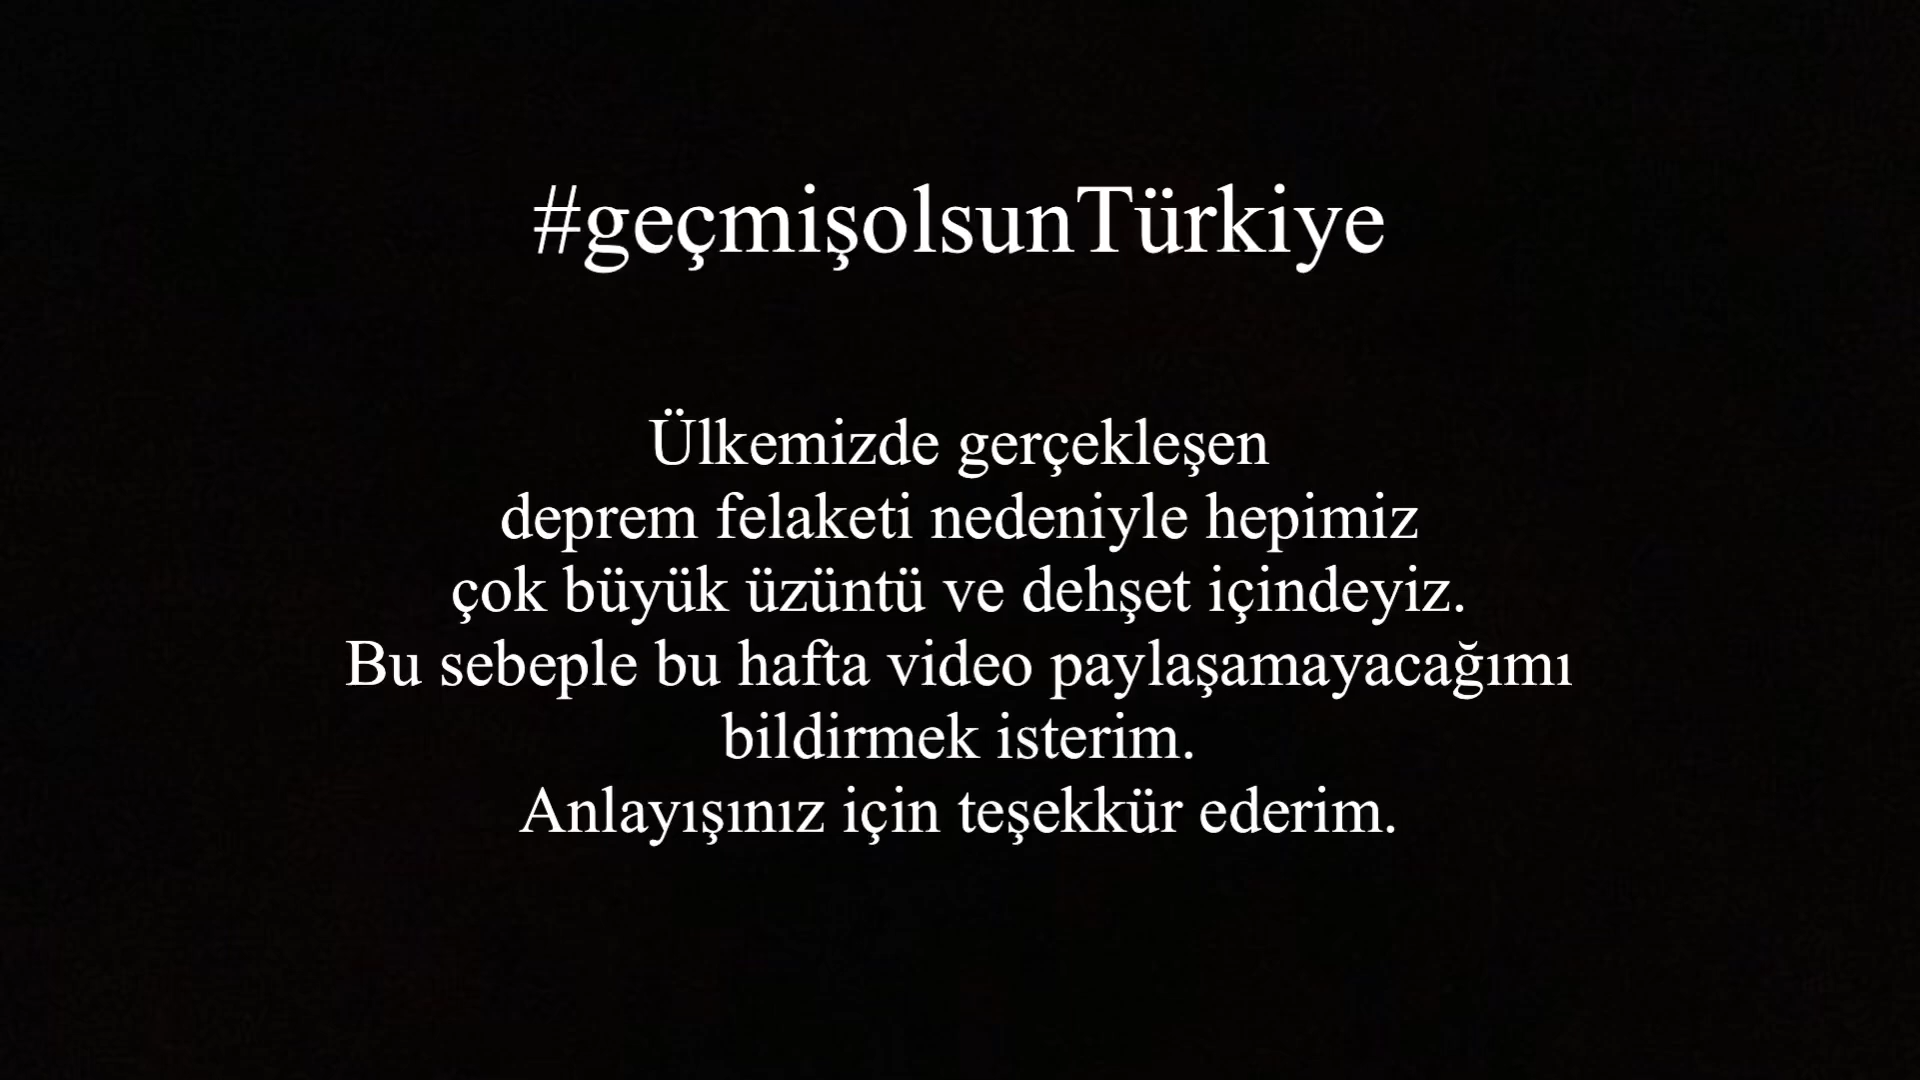 #geçmişolsunTürkiye
Ülkemizde gerçekleşen
deprem felaketi nedeniyle hepimiz
çok büyük üzüntü ve dehşet içindeyiz.
Bu sebeple bu hafta video paylaşamayacağımı
bildirmek isterim.
Anlayışınız için teşekkür ederim.